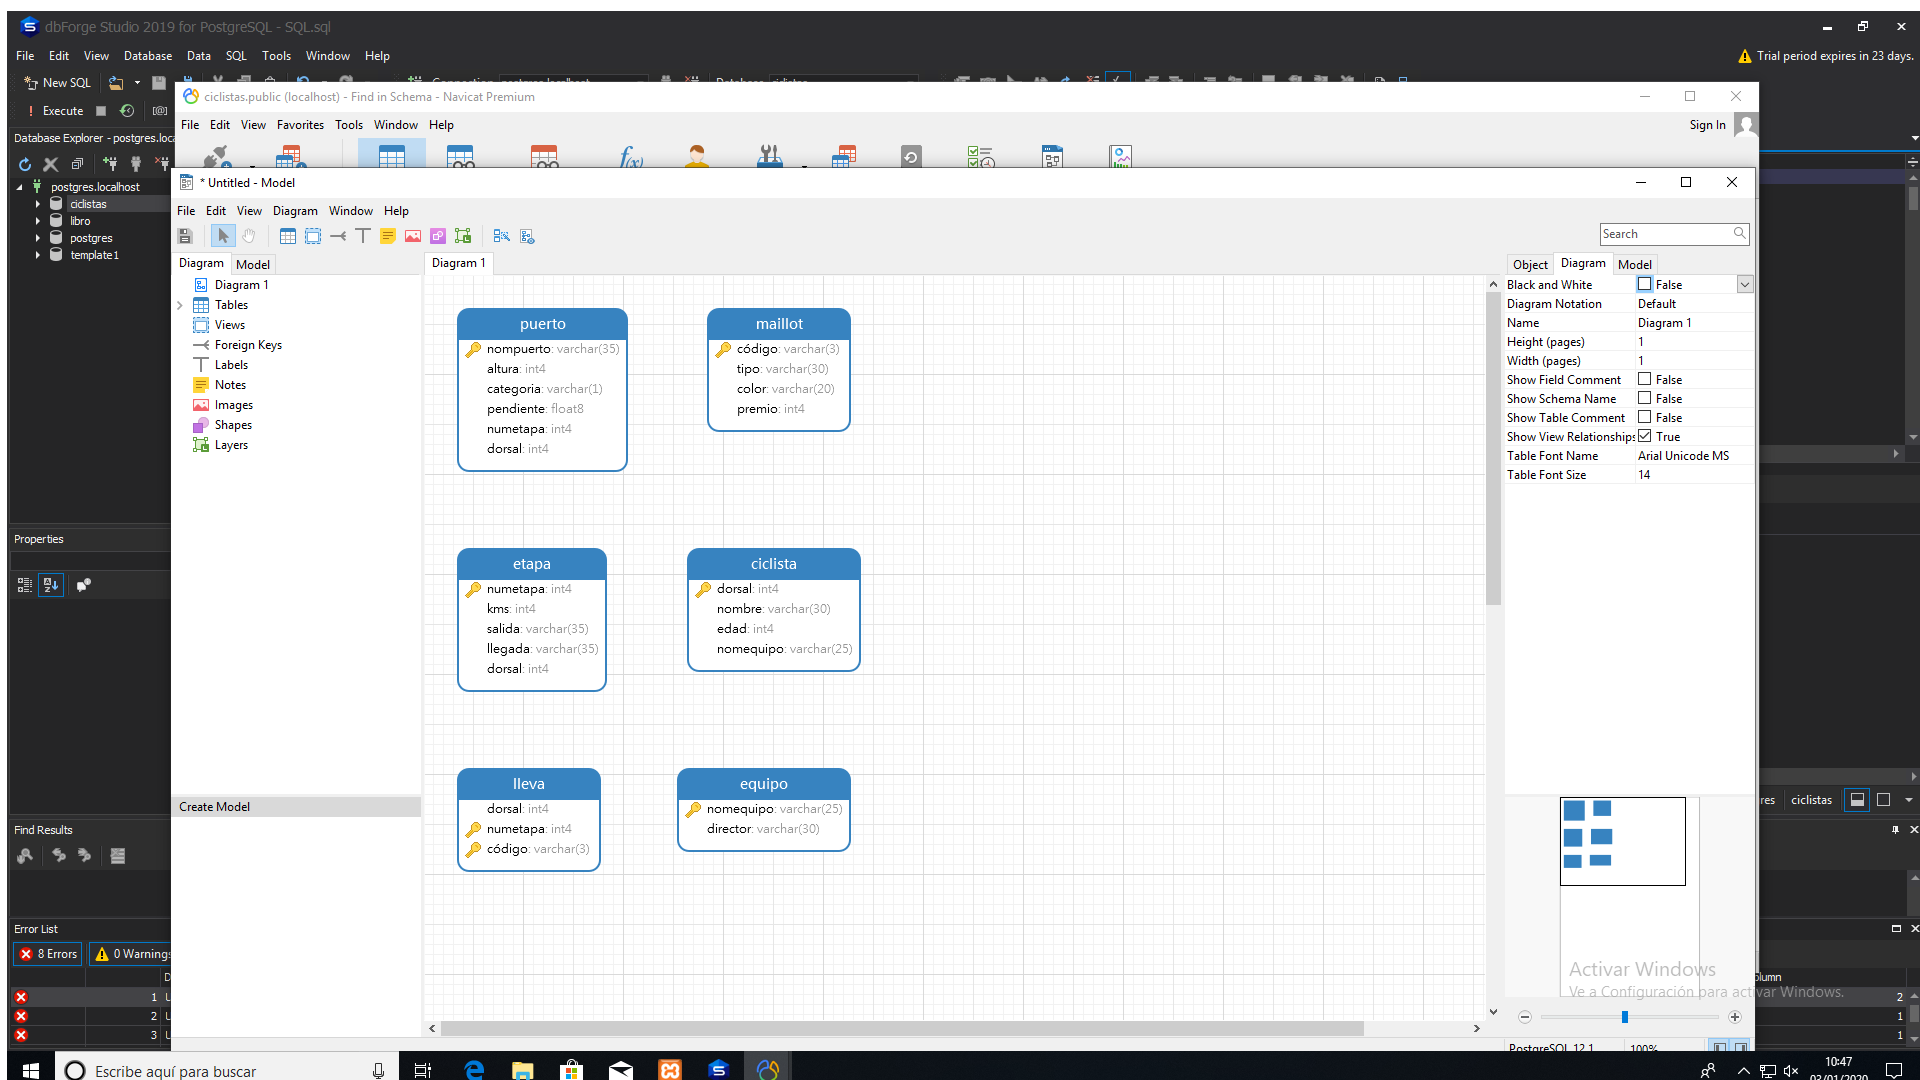 dbForge Studio 2019 for PostgreSQL - SQL.sql
File Edit View Database Data SQL Tools Window Help
Trial period expires in 23 days.
New SQL
Execute
Database Explorer - postgres.loca
postgres.localhost
ciclistas
libro
postgres
template1
Properties
Find Results
Error List
8 Errors
0 Warnings
1
2
3
ciclistas.public (localhost) - Find in Schema - Navicat Premium
File Edit View Favorites Tools Window Help
Sign In
* Untitled - Model
File Edit View Diagram Window Help
Search
Diagram Model
Diagram 1
Tables
Views
Foreign Keys
Labels
Notes
Images
Shapes
Layers
Create Model
Diagram 1
puerto
nompuerto: varchar(35)
altura: int4
categoria: varchar(1)
pendiente: float8
numetapa: int4
dorsal: int4
maillot
código: varchar(3)
tipo: varchar(30)
color: varchar(20)
premio: int4
etapa
numetapa: int4
kms: int4
salida: varchar(35)
llegada: varchar(35)
dorsal: int4
ciclista
dorsal: int4
nombre: varchar(30)
edad: int4
nomequipo: varchar(25)
lleva
dorsal: int4
numetapa: int4
código: varchar(3)
equipo
nomequipo: varchar(25)
director: varchar(30)
Object Diagram Model
Black and White False
Diagram Notation Default
Name Diagram 1
Height (pages) 1
Width (pages) 1
Show Field Comment False
Show Schema Name False
Show Table Comment False
Show View Relationships True
Table Font Name Arial Unicode MS
Table Font Size 14
res ciclistas
Activar Windows
Ve a Configuración para activar Windows.
olumn
2
1
1
PostgreSQL 12.1 100%
Escribe aquí para buscar
10:47
03/01/2020